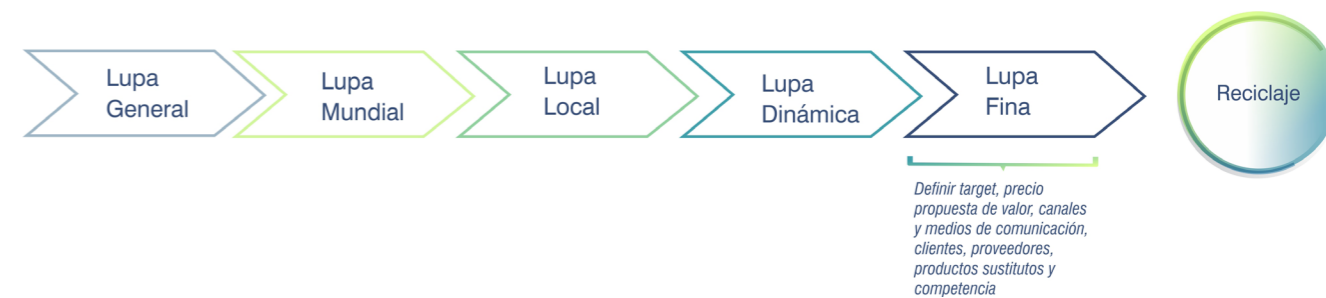 Lupa
General
Lupa
Mundial
Lupa
Local
Lupa
Dinámica
Lupa
Fina
Reciclaje
Definir target, precio
propuesta de valor, canales
y medios de comunicación,
clientes, proveedores,
productos sustitutos y
competencia